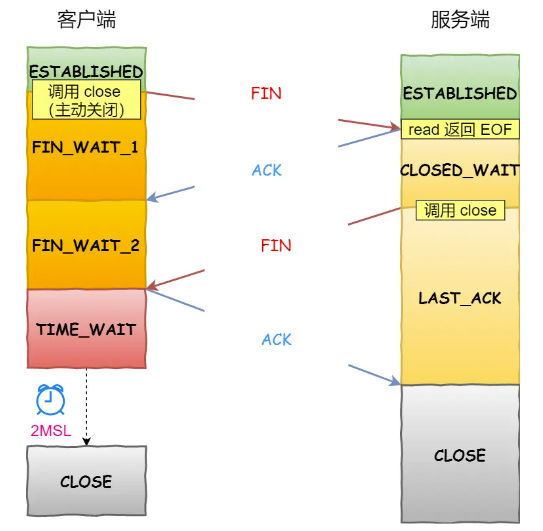 客户端
服务端
ESTABLISHED
调用 close
（主动关闭）
FIN
ESTABLISHED
read 返回 EOF
FIN_WAIT_1
ACK
CLOSED_WAIT
调用 close
FIN_WAIT_2
FIN
LAST_ACK
TIME_WAIT
ACK
2MSL
CLOSE
CLOSE